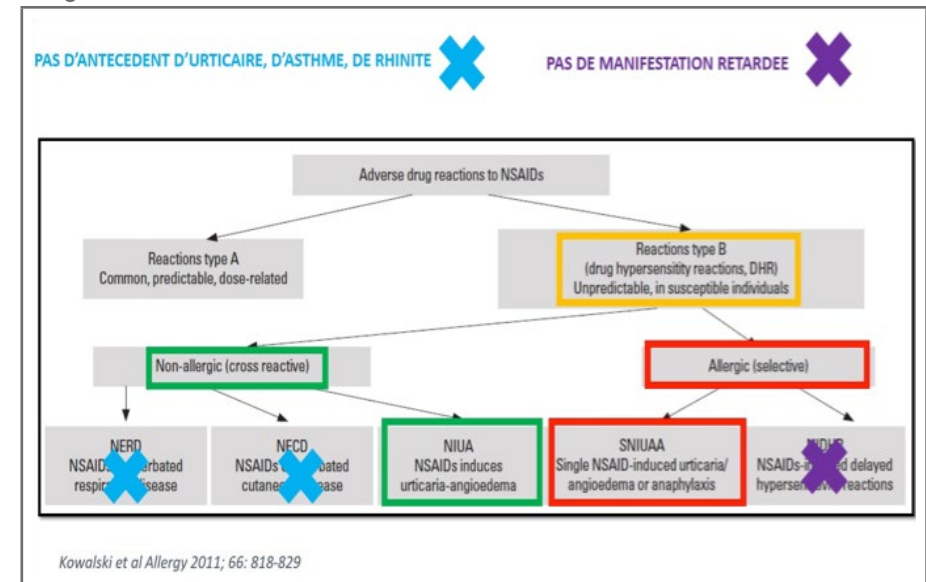 PAS D'ANTECEDENT D'URTICAIRE, D'ASTHME, DE RHINITE
PAS DE MANIFESTATION RETARDEE
Adverse drug reactions to NSAIDs
Reactions type A
Common, predictable, dose-related
Reactions type B
(drug hypersensitity reactions, DHR)
Unpredictable, in susceptible individuals
Non-allergic (cross reactive)
Allergic (selective)
NERD
NSAIDs
respir
NECD
NSAIDs
cutane
NIUA
NSAIDs induces
urticaria-angioedema
SNIUAA
Single NSAID-induced urticaria/
angioedema or anaphylaxis
NSAIDs-in delayed
hypersen reactions
Kowalski et al Allergy 2011; 66: 818-829